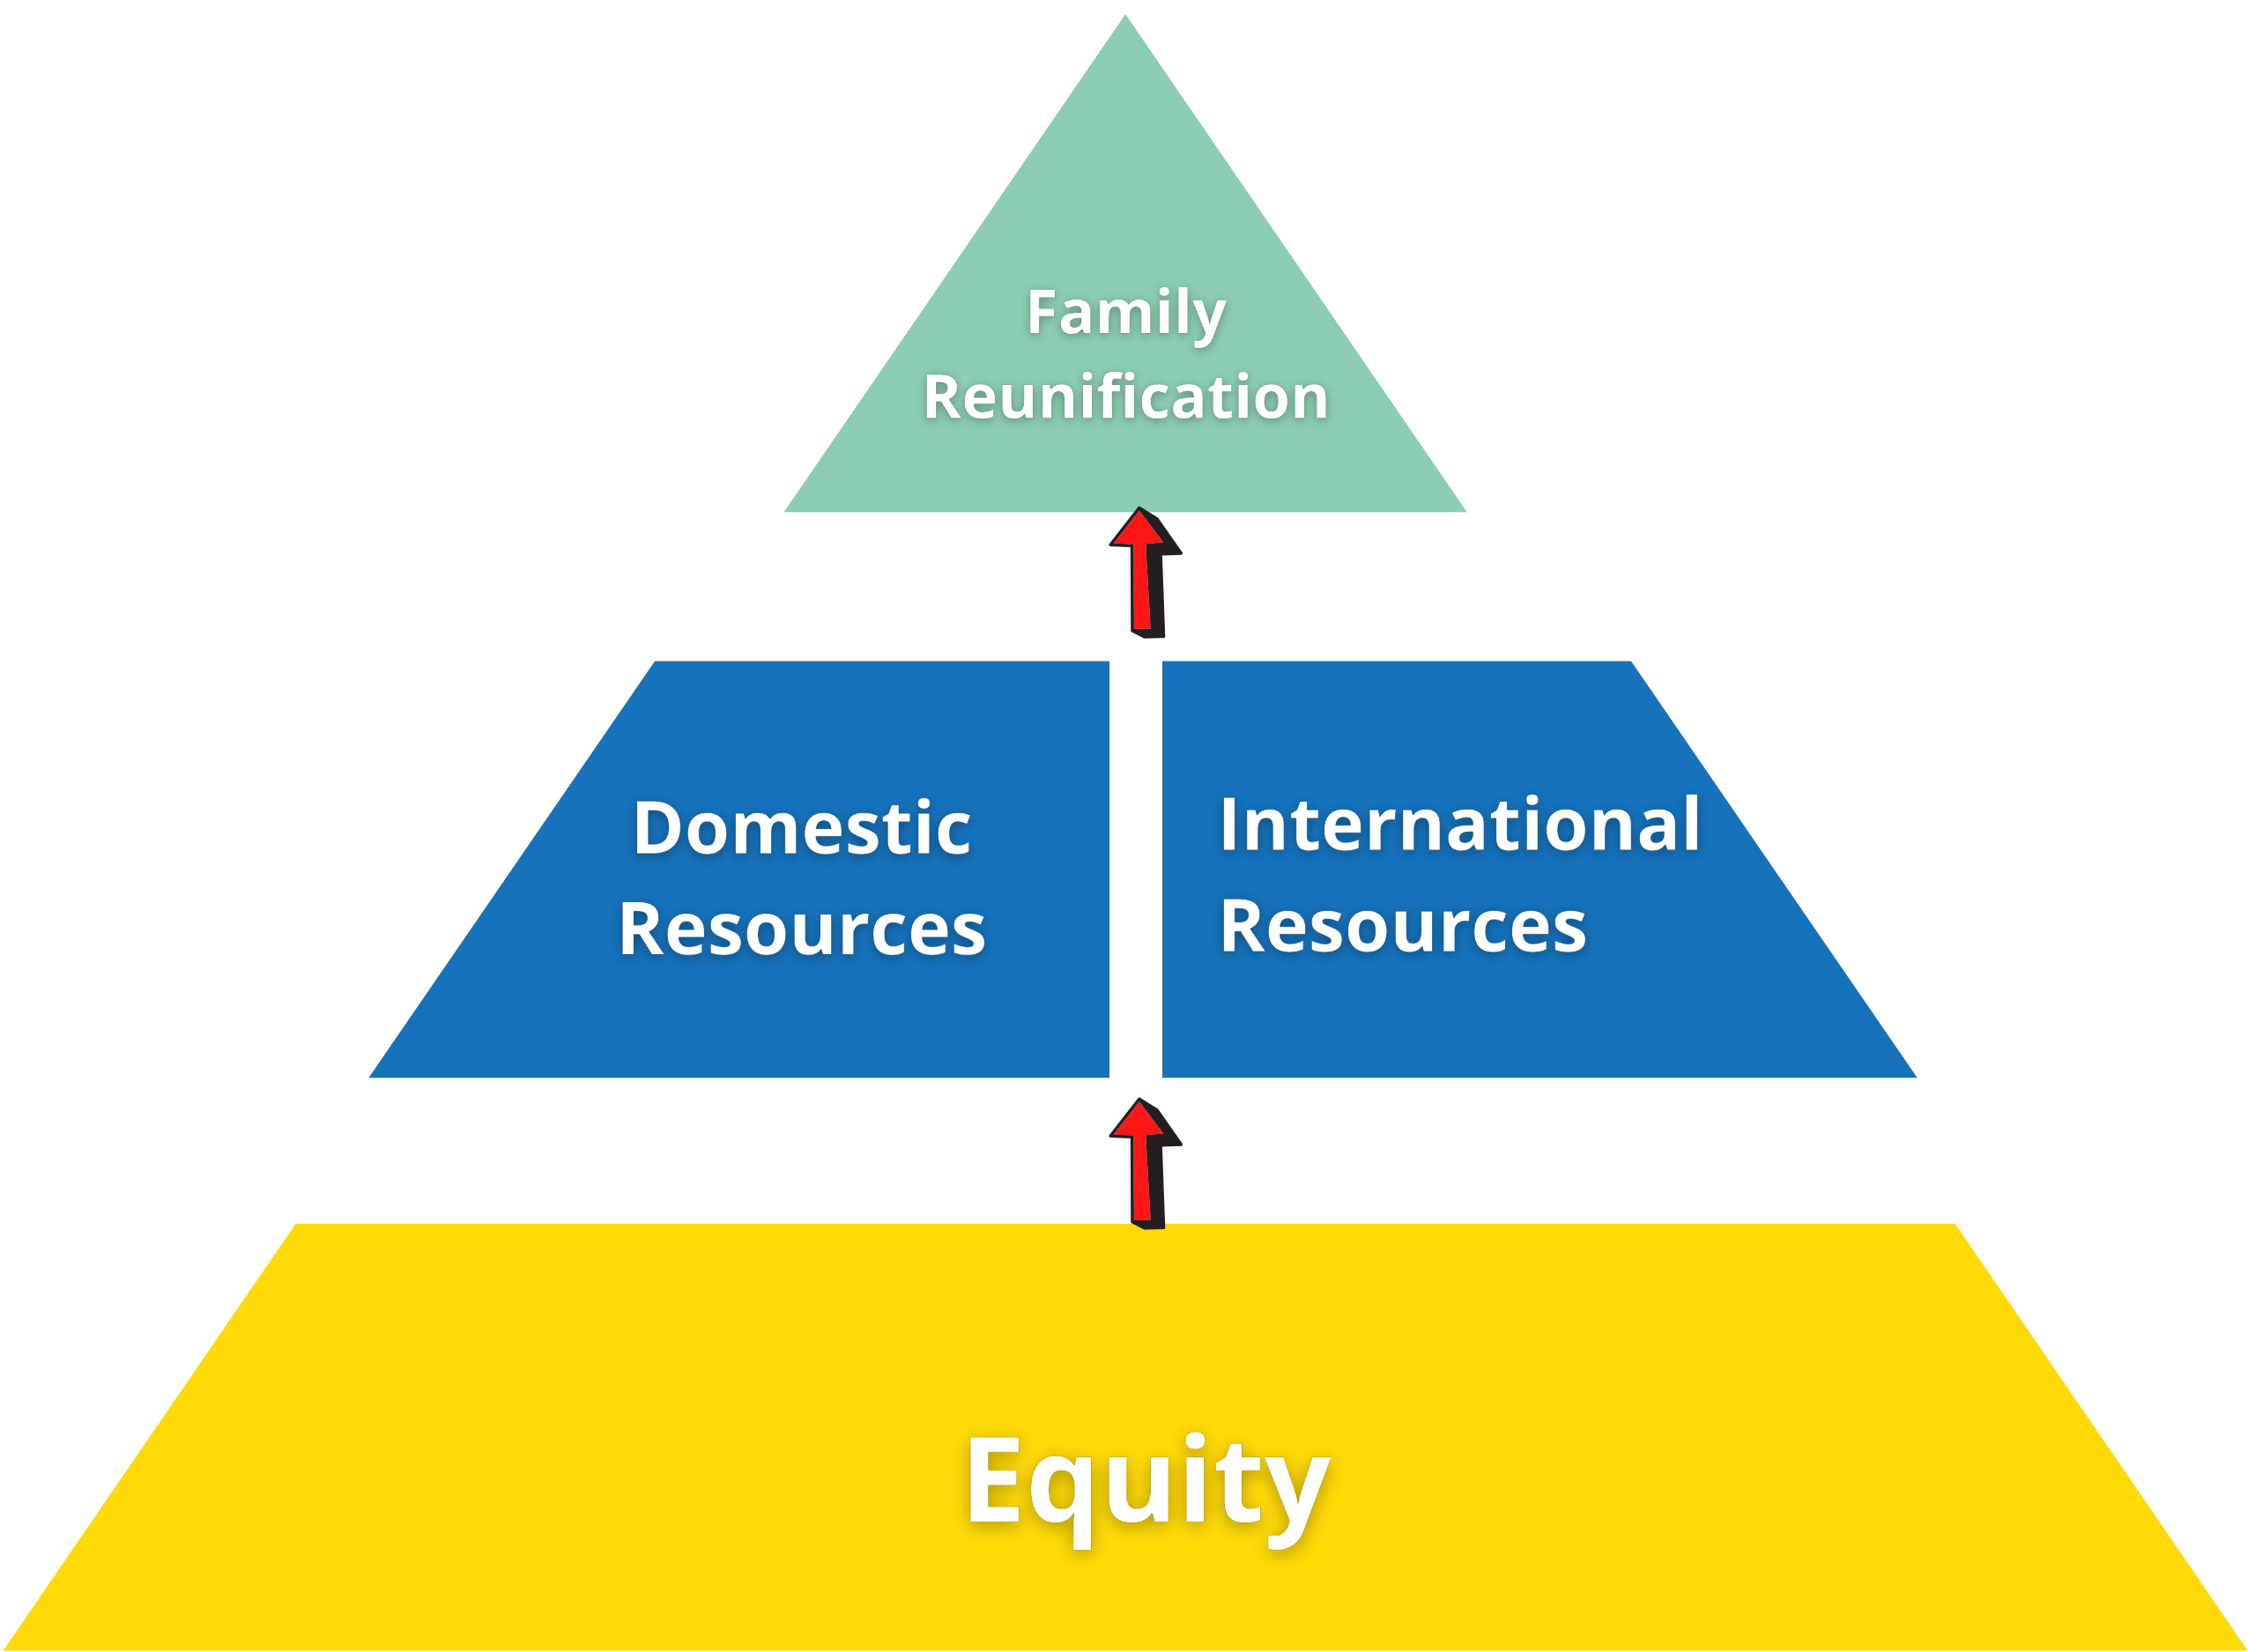 Family
Reunification
Domestic
Resources
International
Resources
Equity